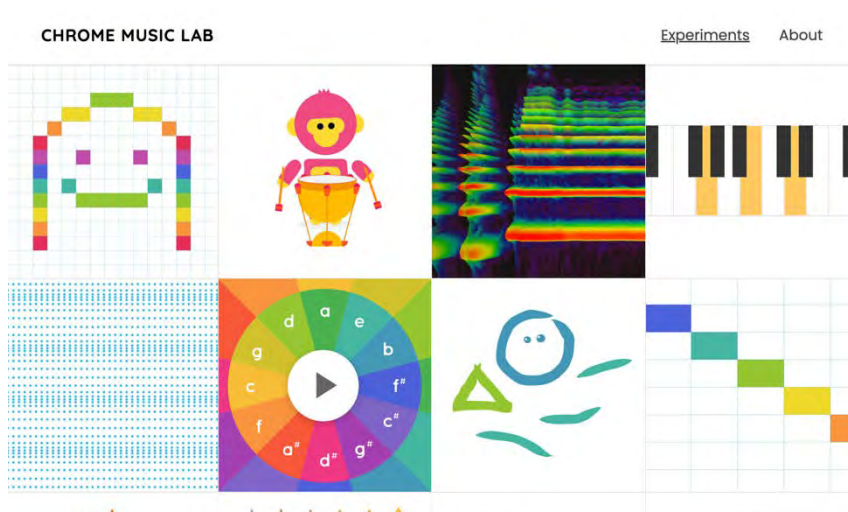 CHROME MUSIC LAB
Experiments About
a
d e
g b
c f#
f c#
a# g#
d#